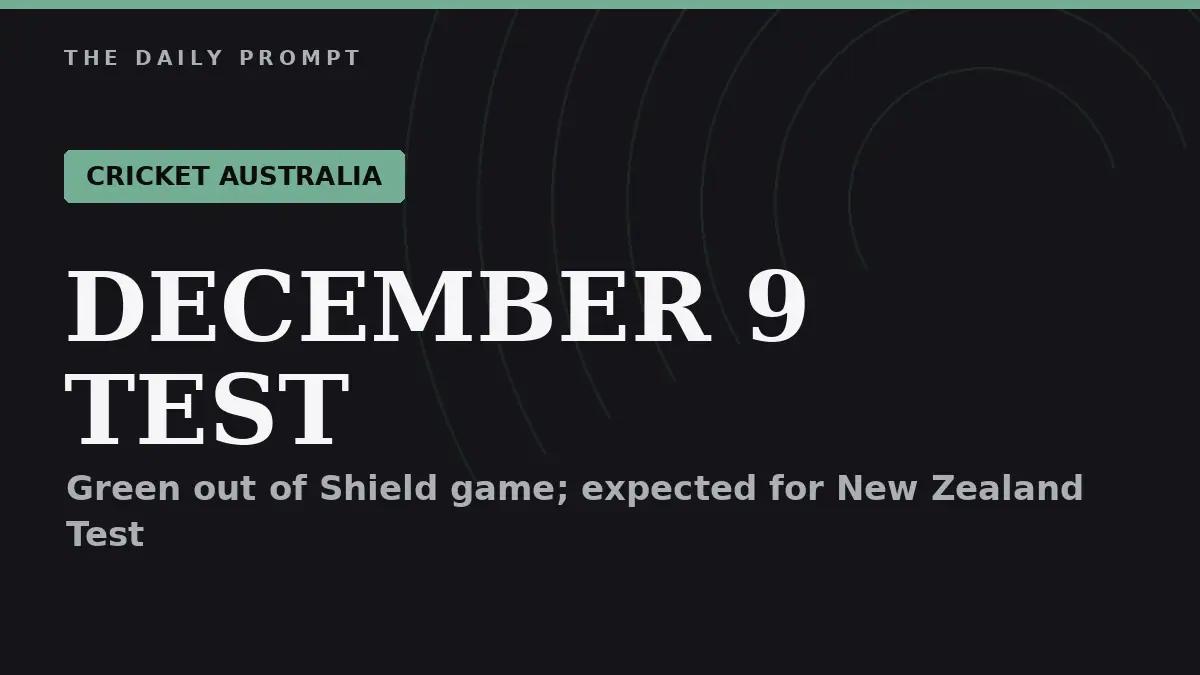 THE DAILY PROMPT
CRICKET AUSTRALIA
DECEMBER 9
TEST
Green out of Shield game; expected for New Zealand
Test